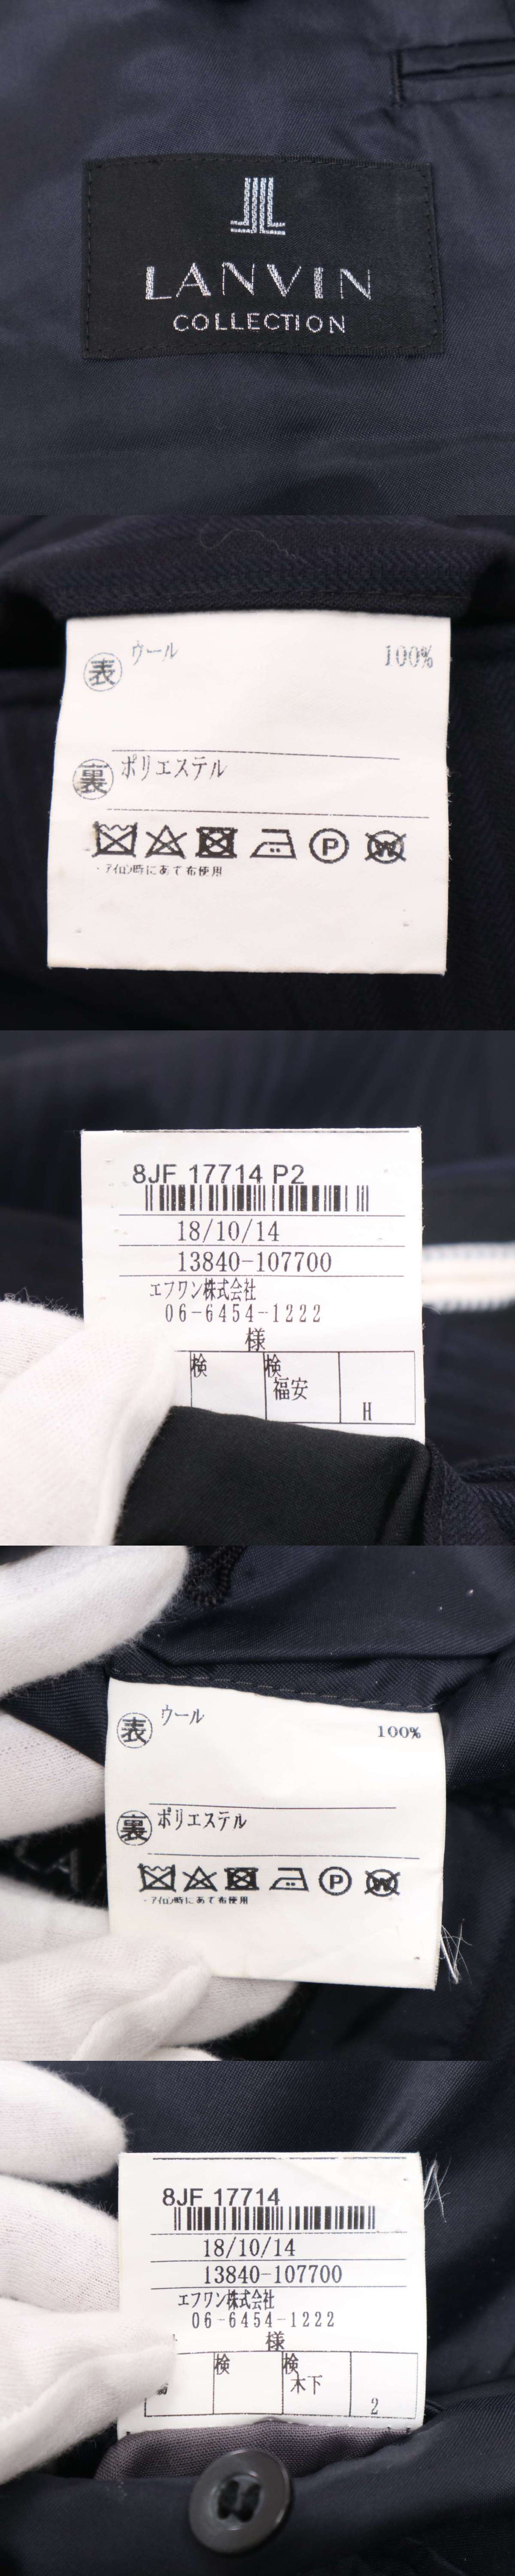 LANVIN
COLLECTION
表 ウール 100%
裏 ポリエステル
P W
・アイロン時にあて布使用
8JF 17714 P2
18/10/14
13840-107700
エフワン株式会社
06-6454-1222
様
検 検
福安
H
表 ウール 100%
裏 ポリエステル
P W
・アイロン時にあて布使用
8JF 17714
18/10/14
13840-107700
エフワン株式会社
06-6454-1222
様
検 検
木下
2